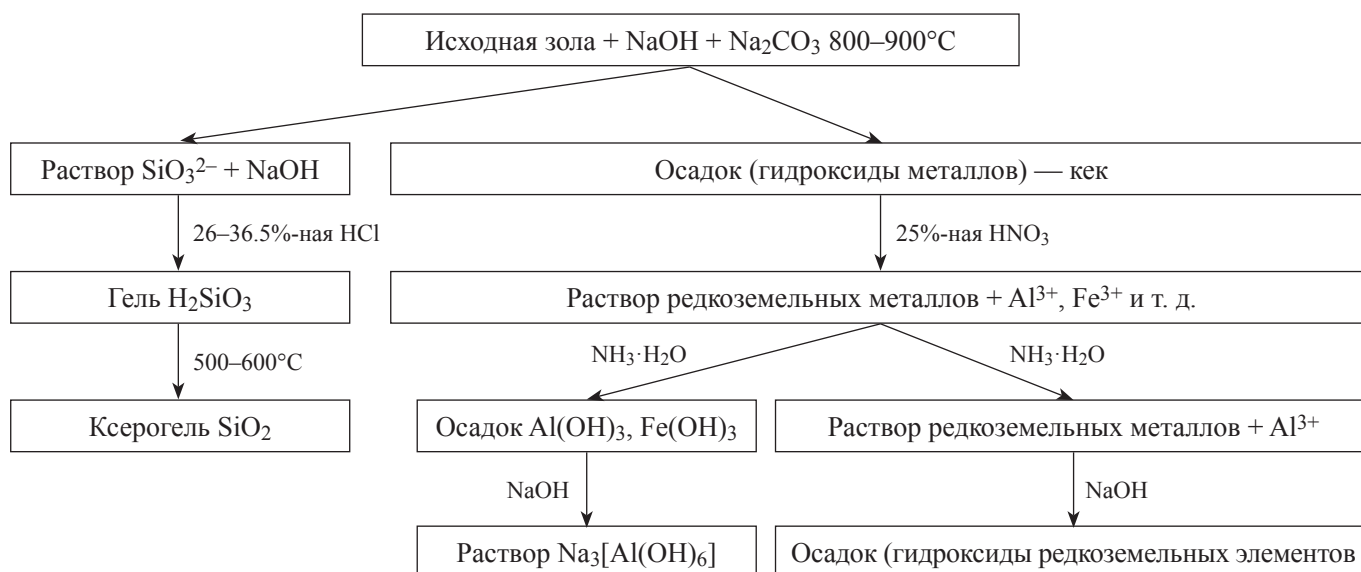 Исходная зола + NaOH + Na₂CO₃ 800–900°C
Раствор SiO₃²⁻ + NaOH
Осадок (гидроксиды металлов) — кек
26–36.5%-ная HCl
25%-ная HNO₃
Гель H₂SiO₃
Раствор редкоземельных металлов + Al³⁺, Fe³⁺ и т. д.
500–600°C
NH₃·H₂O
NH₃·H₂O
Ксерогель SiO₂
Осадок Al(OH)₃, Fe(OH)₃
Раствор редкоземельных металлов + Al³⁺
NaOH
NaOH
Раствор Na₃[Al(OH)₆]
Осадок (гидроксиды редкоземельных элементов